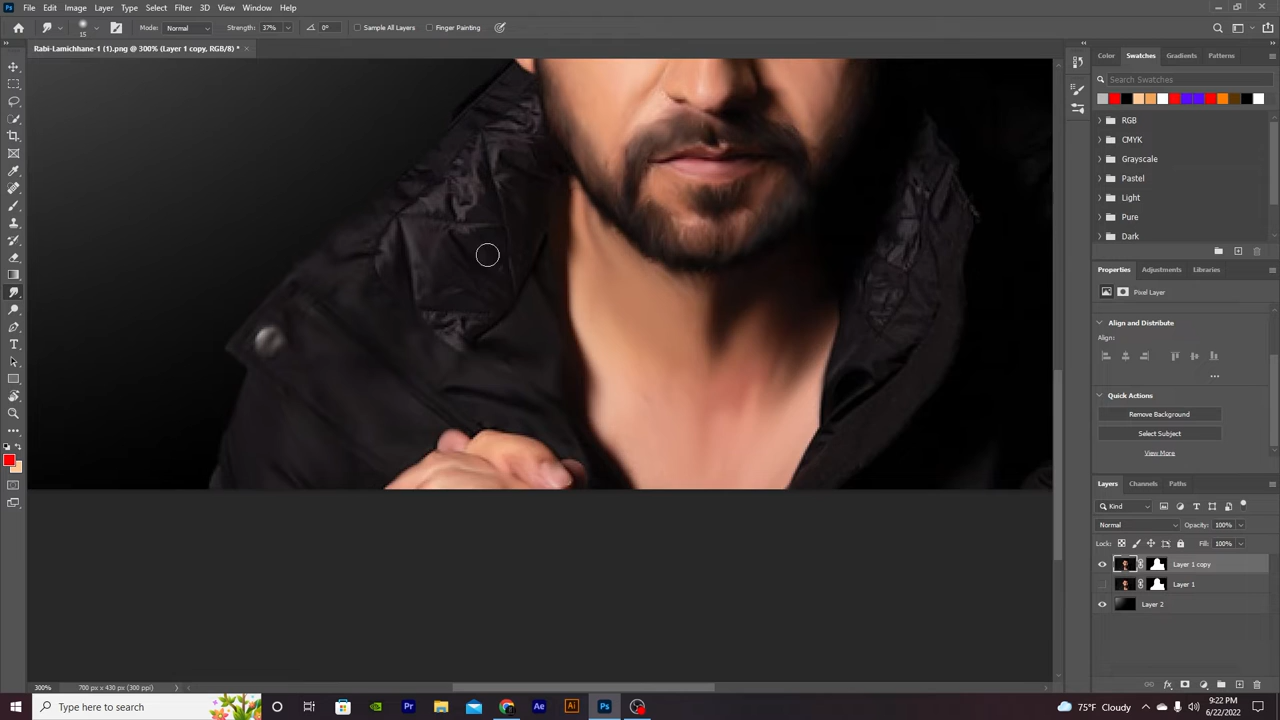 File Edit Image Layer Type Select Filter 3D View Plugins Window Help
15 Mode: Normal Strength: 37% 0° Sample All Layers Finger Painting
Rabi-Lamichhane-1 (1).png @ 300% (Layer 1 copy, RGB/8) *
Color Swatches Gradients Patterns
Search Swatches
RGB
CMYK
Grayscale
Pastel
Light
Pure
Dark
Properties Adjustments Libraries
Pixel Layer
Align and Distribute
Align:
Quick Actions
Remove Background
Select Subject
View More
Layers Channels Paths
Kind
Normal Opacity: 100%
Lock: Fill: 100%
Layer 1 copy
Layer 1
Layer 2
300% 700 px x 430 px (300 ppi)
Type here to search
75°F Cloudy
9:22 PM
6/22/2022